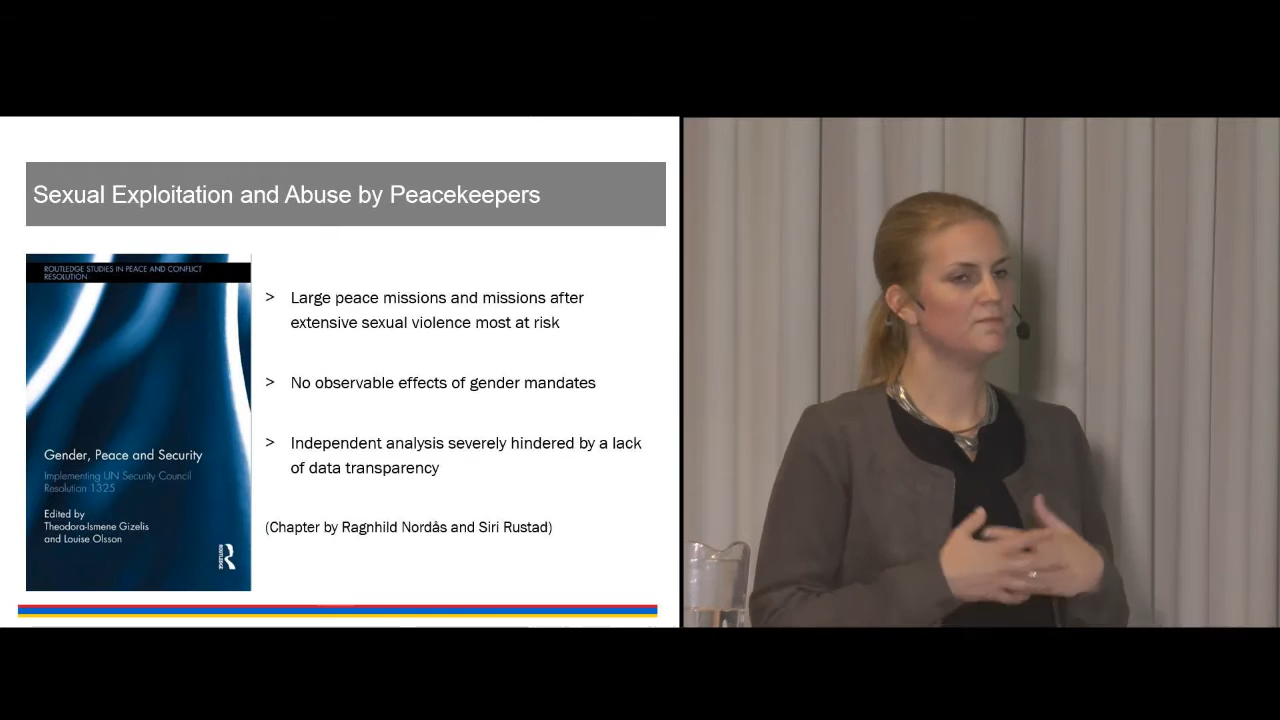 Sexual Exploitation and Abuse by Peacekeepers
ROUTLEDGE STUDIES IN PEACE AND CONFLICT
RESOLUTION
Gender, Peace and Security
Implementing UN Security Council
Resolution 1325
Edited by
Theodora-Ismene Gizelis
and Louise Olsson
R
ROUTLEDGE
> Large peace missions and missions after
extensive sexual violence most at risk
> No observable effects of gender mandates
> Independent analysis severely hindered by a lack
of data transparency
(Chapter by Ragnhild Nordås and Siri Rustad)